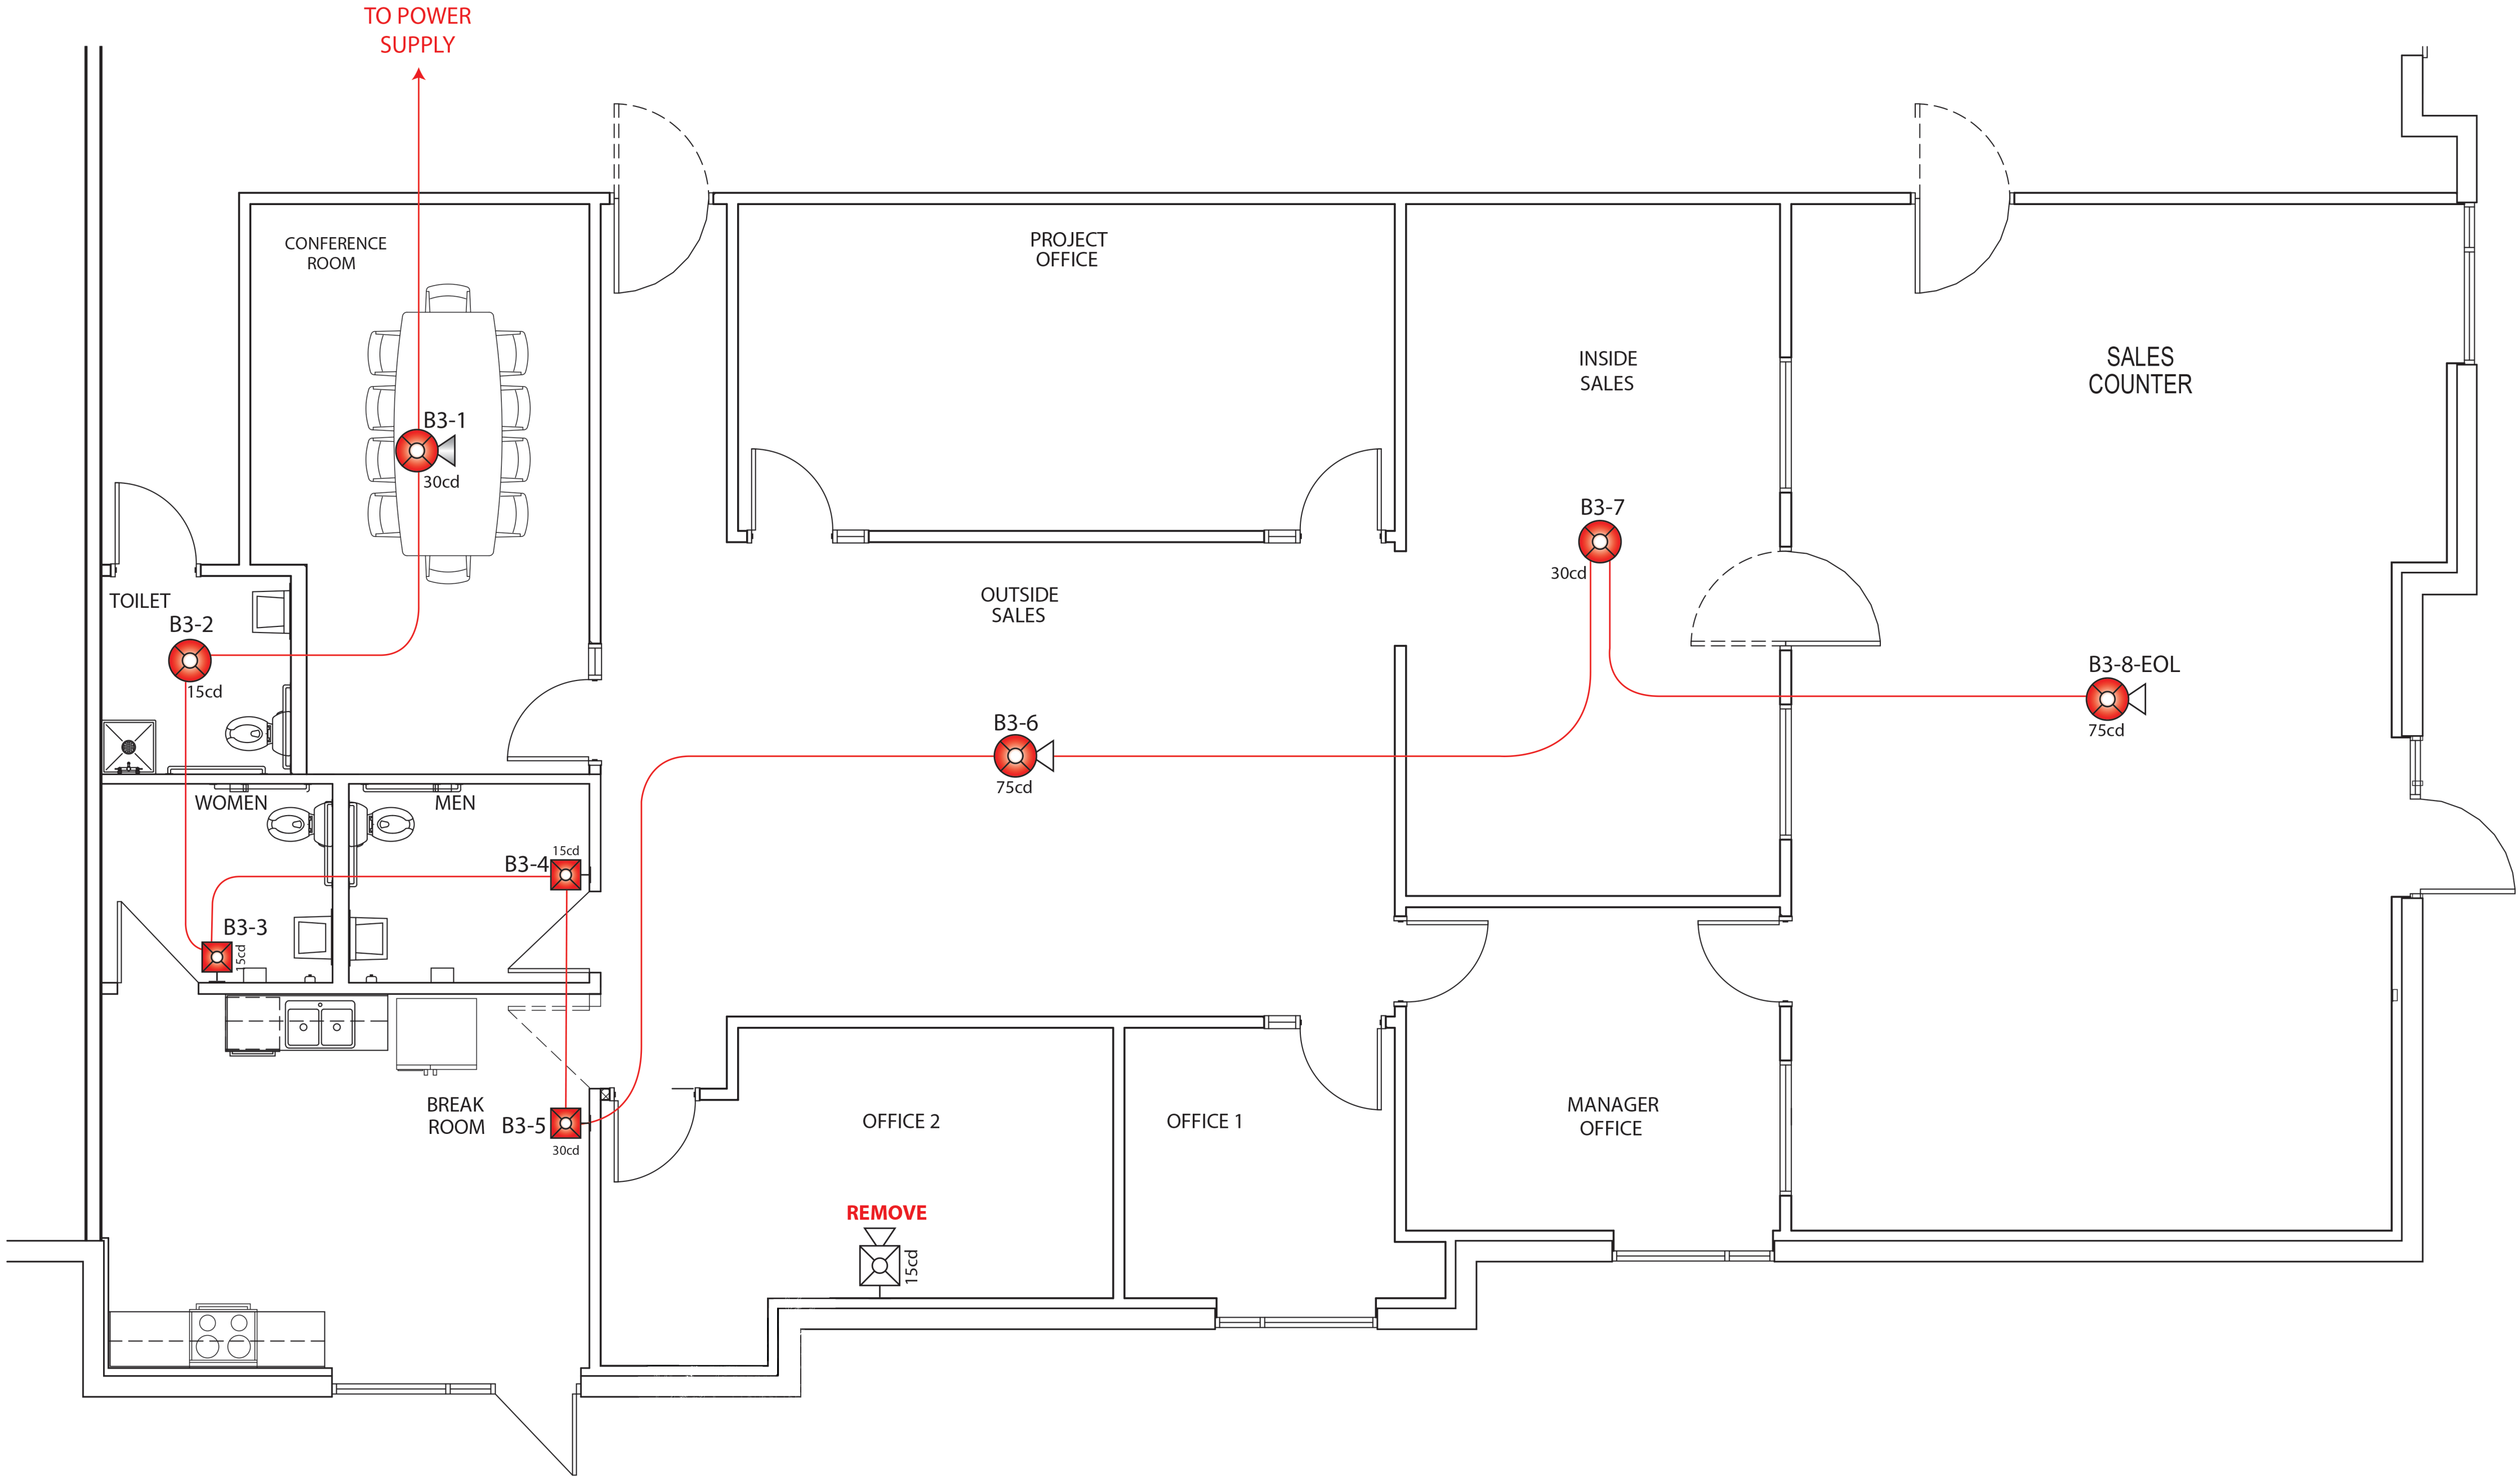 TO POWER
SUPPLY
CONFERENCE
ROOM
PROJECT
OFFICE
INSIDE
SALES
SALES
COUNTER
B3-1
30cd
B3-7
30cd
TOILET
B3-2
15cd
OUTSIDE
SALES
B3-6
75cd
B3-8-EOL
75cd
WOMEN
MEN
B3-4
15cd
B3-3
15cd
BREAK
ROOM
B3-5
30cd
OFFICE 2
OFFICE 1
MANAGER
OFFICE
REMOVE
15cd